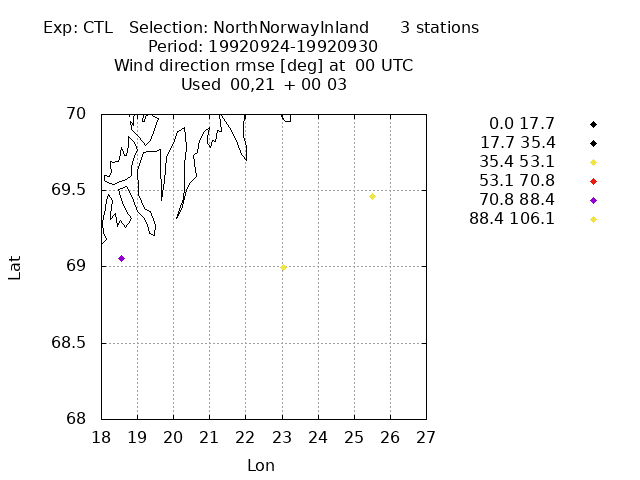 Exp: CTL   Selection: NorthNorwayInland      3 stations
Period: 19920924-19920930
Wind direction rmse [deg] at  00 UTC
Used  00,21  + 00 03
70
69.5
69
68.5
68
18 19 20 21 22 23 24 25 26 27
Lat
Lon
0.0 17.7
17.7 35.4
35.4 53.1
53.1 70.8
70.8 88.4
88.4 106.1